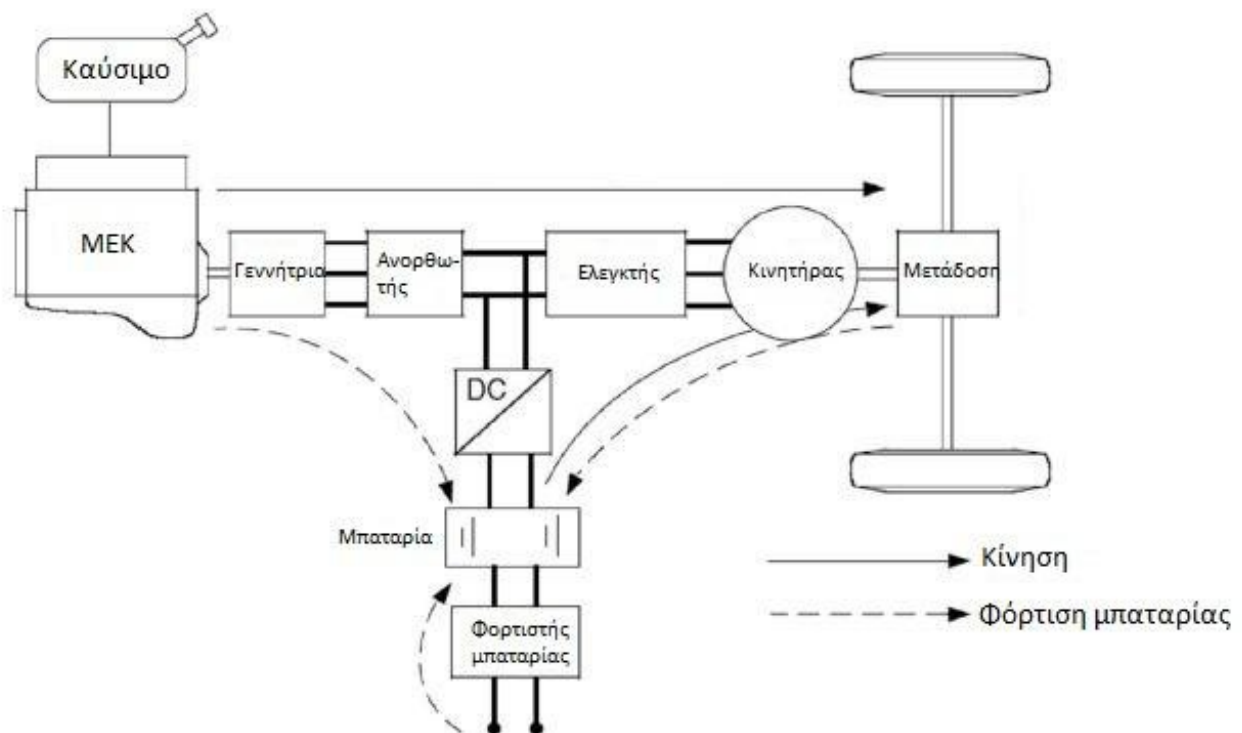 Καύσιμο
ΜΕΚ
Γεννήτρια
Ανορθω-
τής
Ελεγκτής
Κινητήρας
Μετάδοση
DC
Μπαταρία
Κίνηση
Φόρτιση μπαταρίας
Φορτιστής
μπαταρίας